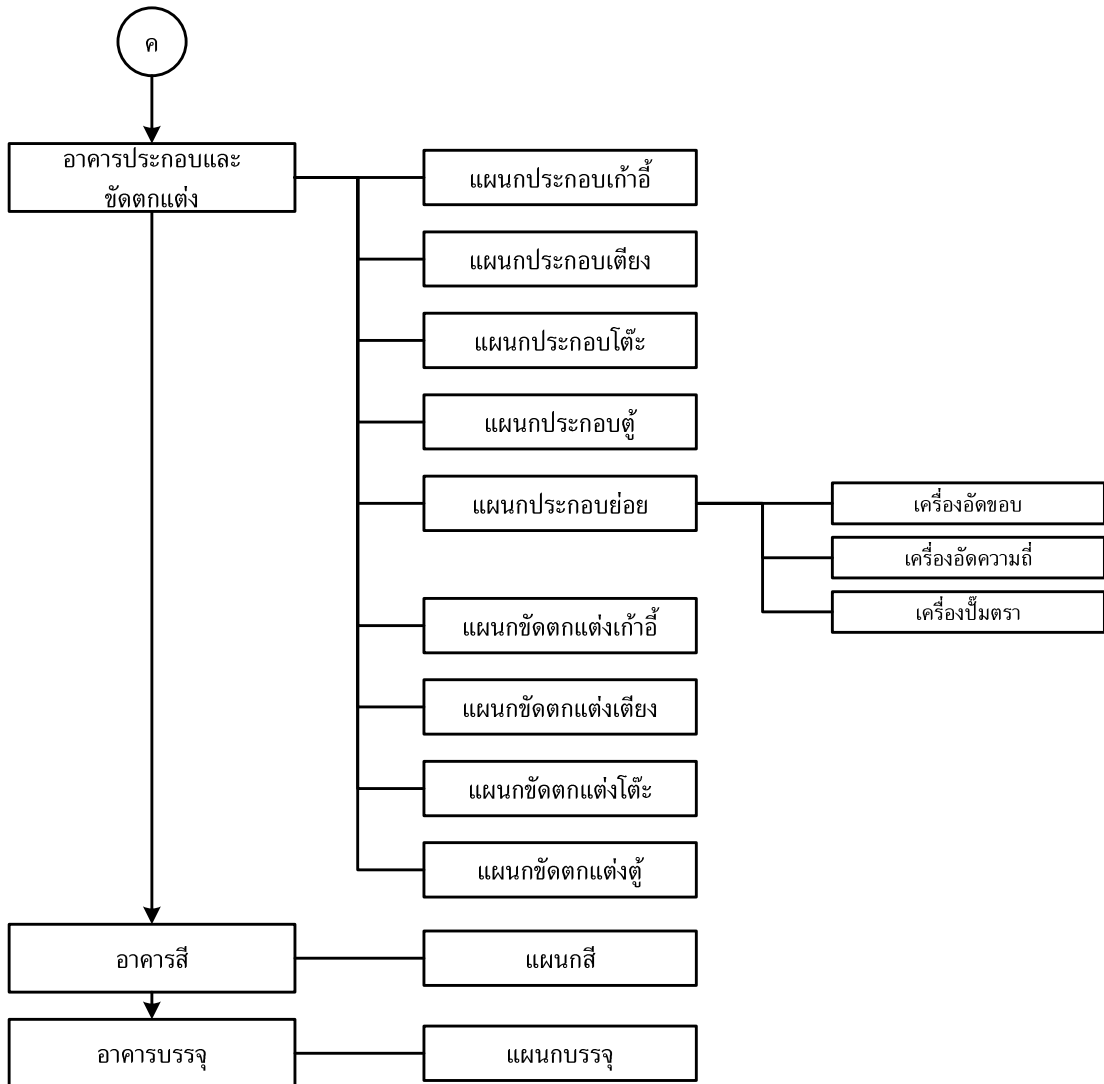 ค
อาคารประกอบและ
ขัดตกแต่ง
แผนกประกอบเก้าอี้
แผนกประกอบเตียง
แผนกประกอบโต๊ะ
แผนกประกอบตู้
แผนกประกอบย่อย
เครื่องอัดขอบ
เครื่องอัดความถี่
เครื่องปั๊มตรา
แผนกขัดตกแต่งเก้าอี้
แผนกขัดตกแต่งเตียง
แผนกขัดตกแต่งโต๊ะ
แผนกขัดตกแต่งตู้
อาคารสี
แผนกสี
อาคารบรรจุ
แผนกบรรจุ